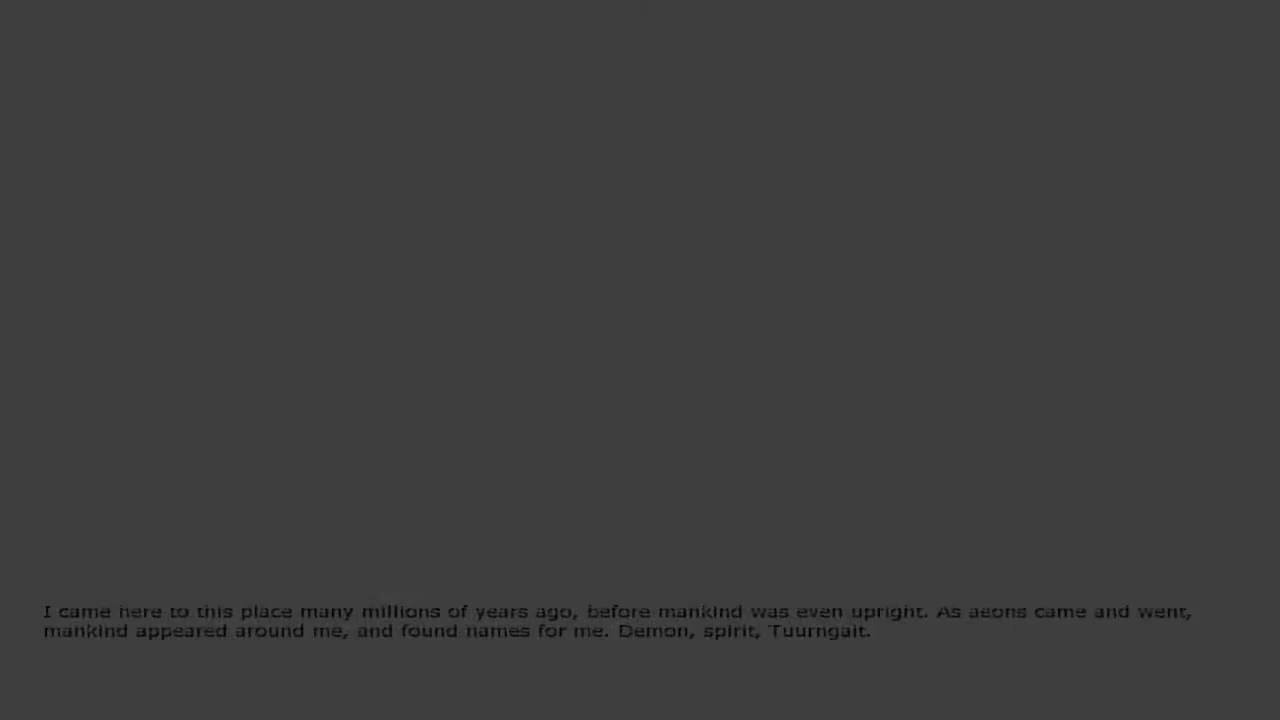 I came here to this place many millions of years ago, before mankind was even upright. As aeons came and went,
mankind appeared around me, and found names for me. Demon, spirit, Tuurngait.